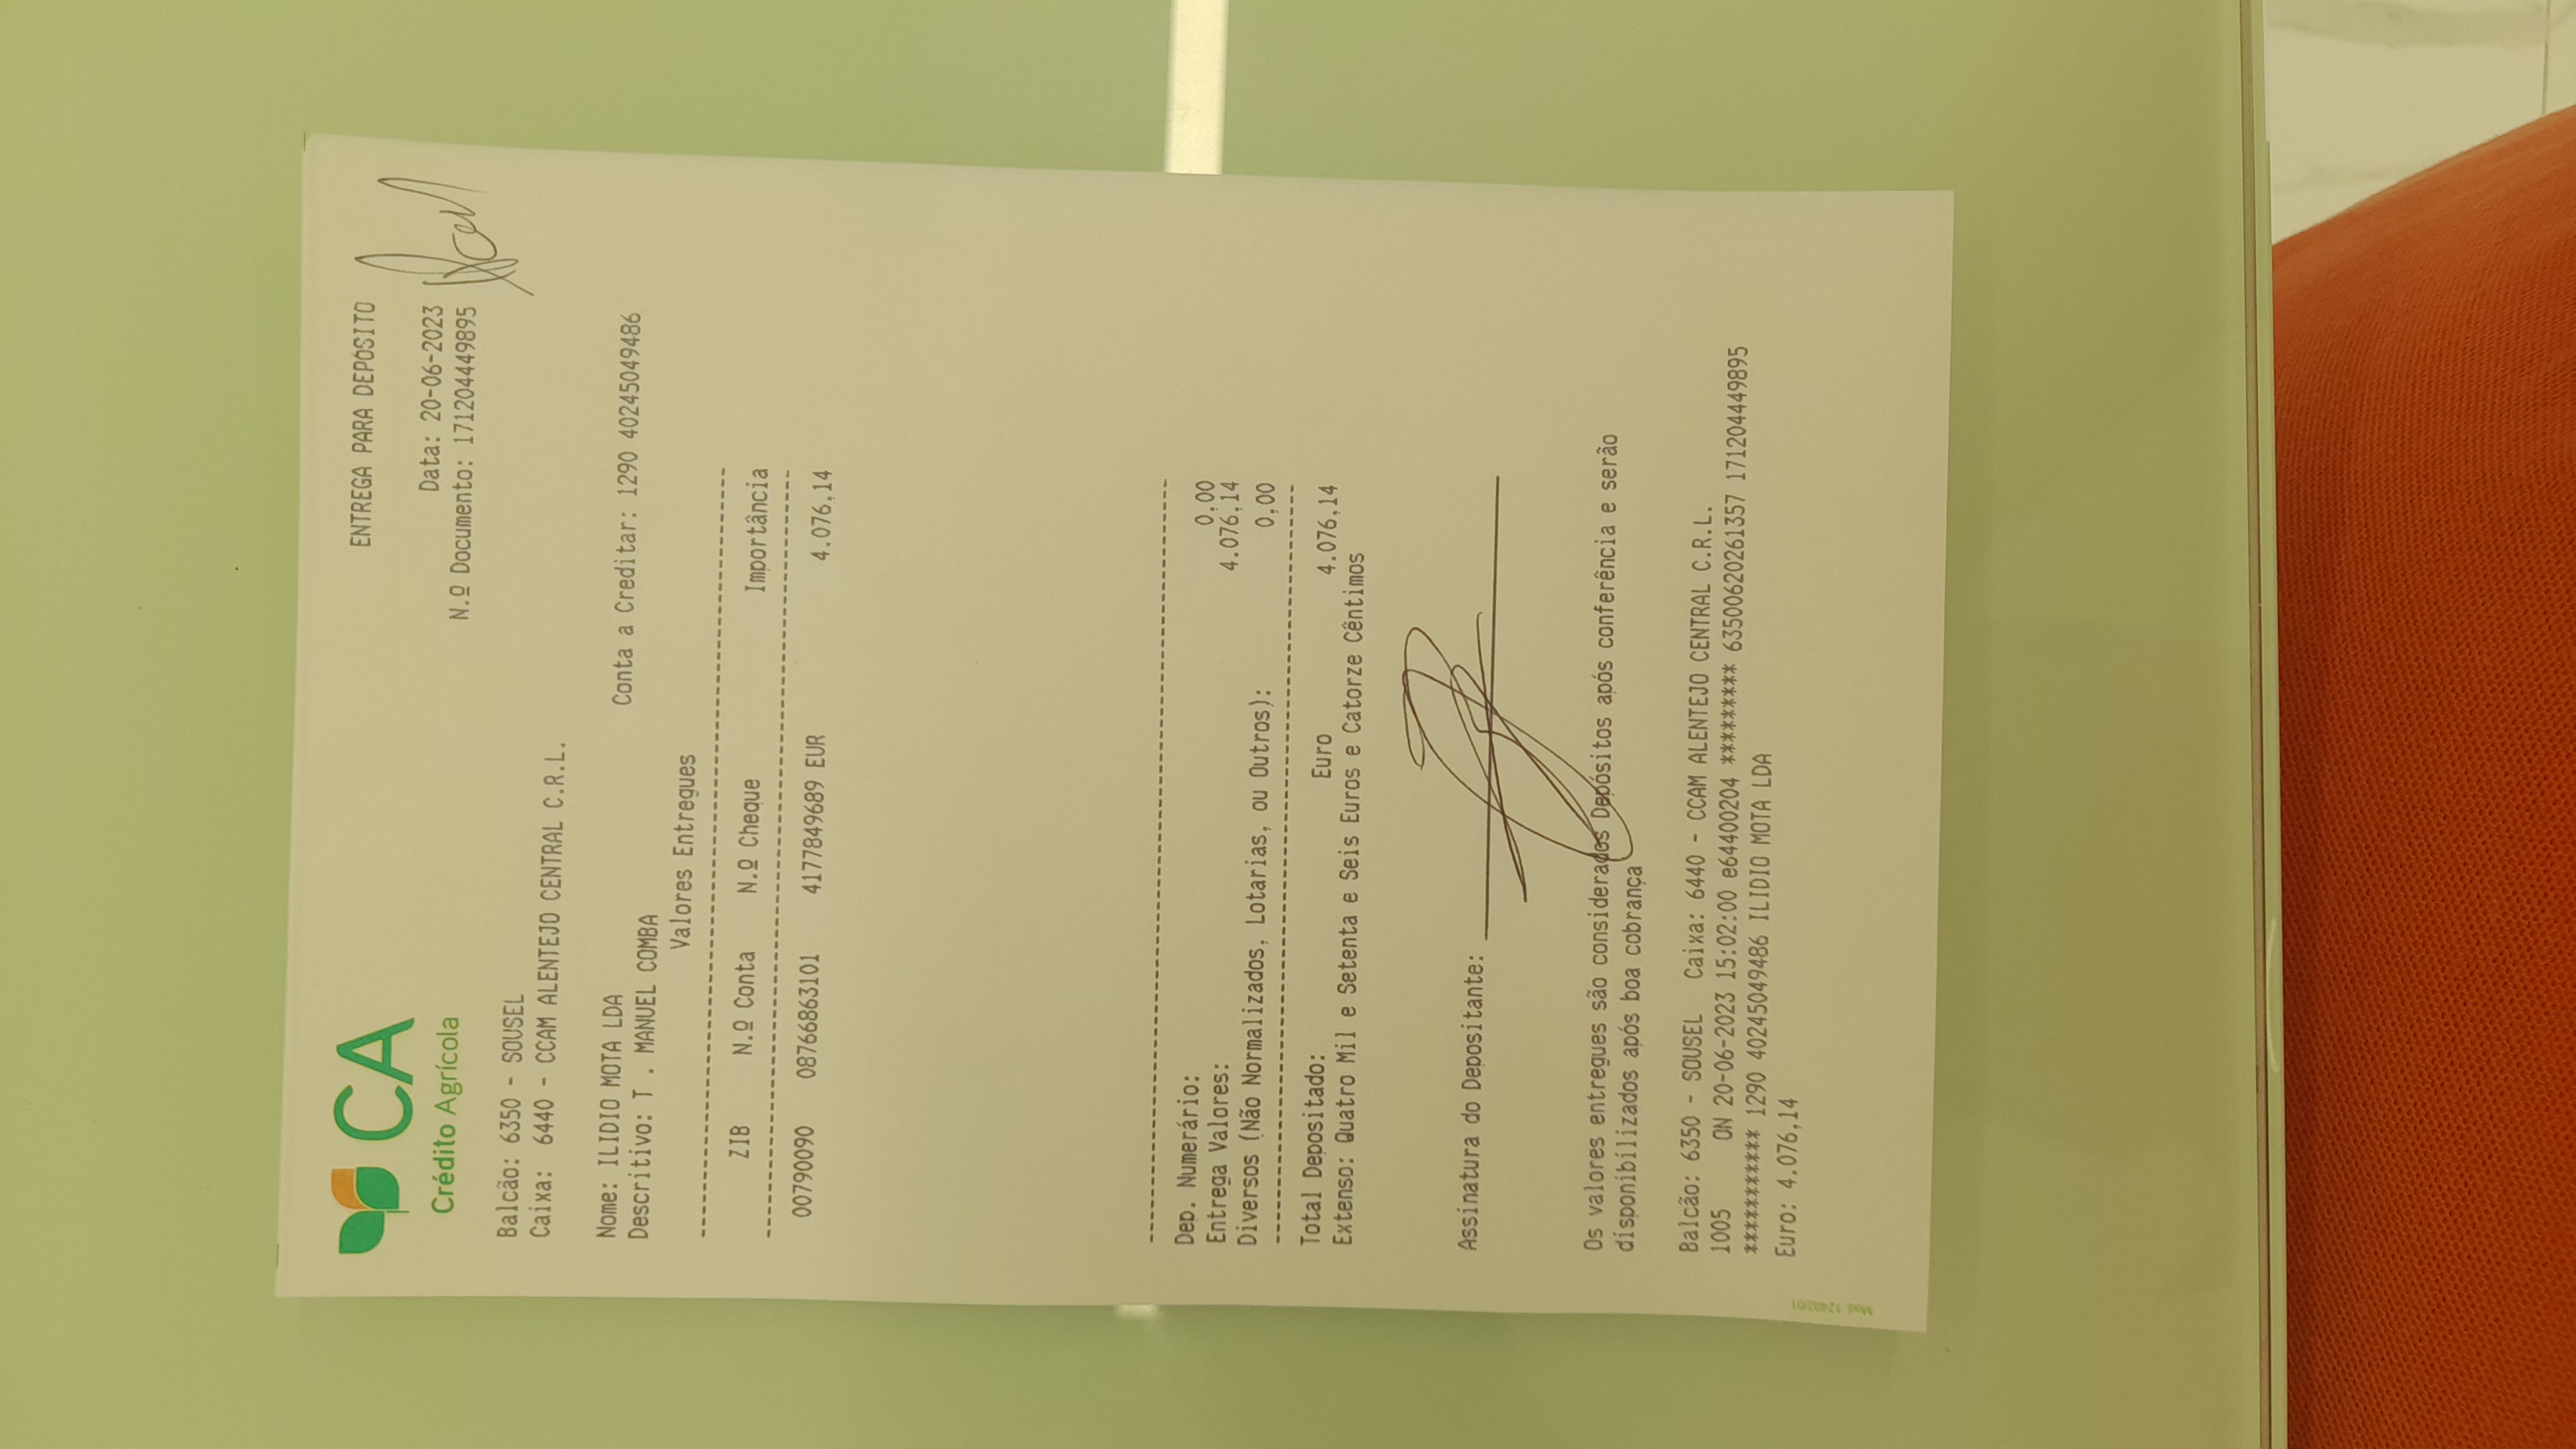 CA
Crédito Agrícola
ENTREGA PARA DEPÓSITO
Data: 20-06-2023
N.º Documento: 171204449895
Balcão: 6350 - SOUSEL
Caixa: 6440 - CCAM ALENTEJO CENTRAL C.R.L.
Nome: ILIDIO MOTA LDA
Conta a Creditar: 1290 40245049486
Descritivo: T . MANUEL COMBA
Valores Entregues
ZIB N.º Conta N.º Cheque Importância
00790090 08766863101 4177849689 EUR 4.076,14
Dep. Numerário: 0,00
Entrega Valores: 4.076,14
Diversos (Não Normalizados, Lotarias, ou Outros): 0,00
Total Depositado: Euro 4.076,14
Extenso: Quatro Mil e Setenta e Seis Euros e Catorze Cêntimos
Assinatura do Depositante:
Os valores entregues são considerados Depósitos após conferência e serão
disponibilizados após boa cobrança
Balcão: 6350 - SOUSEL Caixa: 6440 - CCAM ALENTEJO CENTRAL C.R.L.
1005 ON 20-06-2023 15:02:00 e64400204 ********* 6350062026​1357 171204449895
********** 1290 40245049486 ILIDIO MOTA LDA
Euro: 4.076,14
Mod. 12402/01